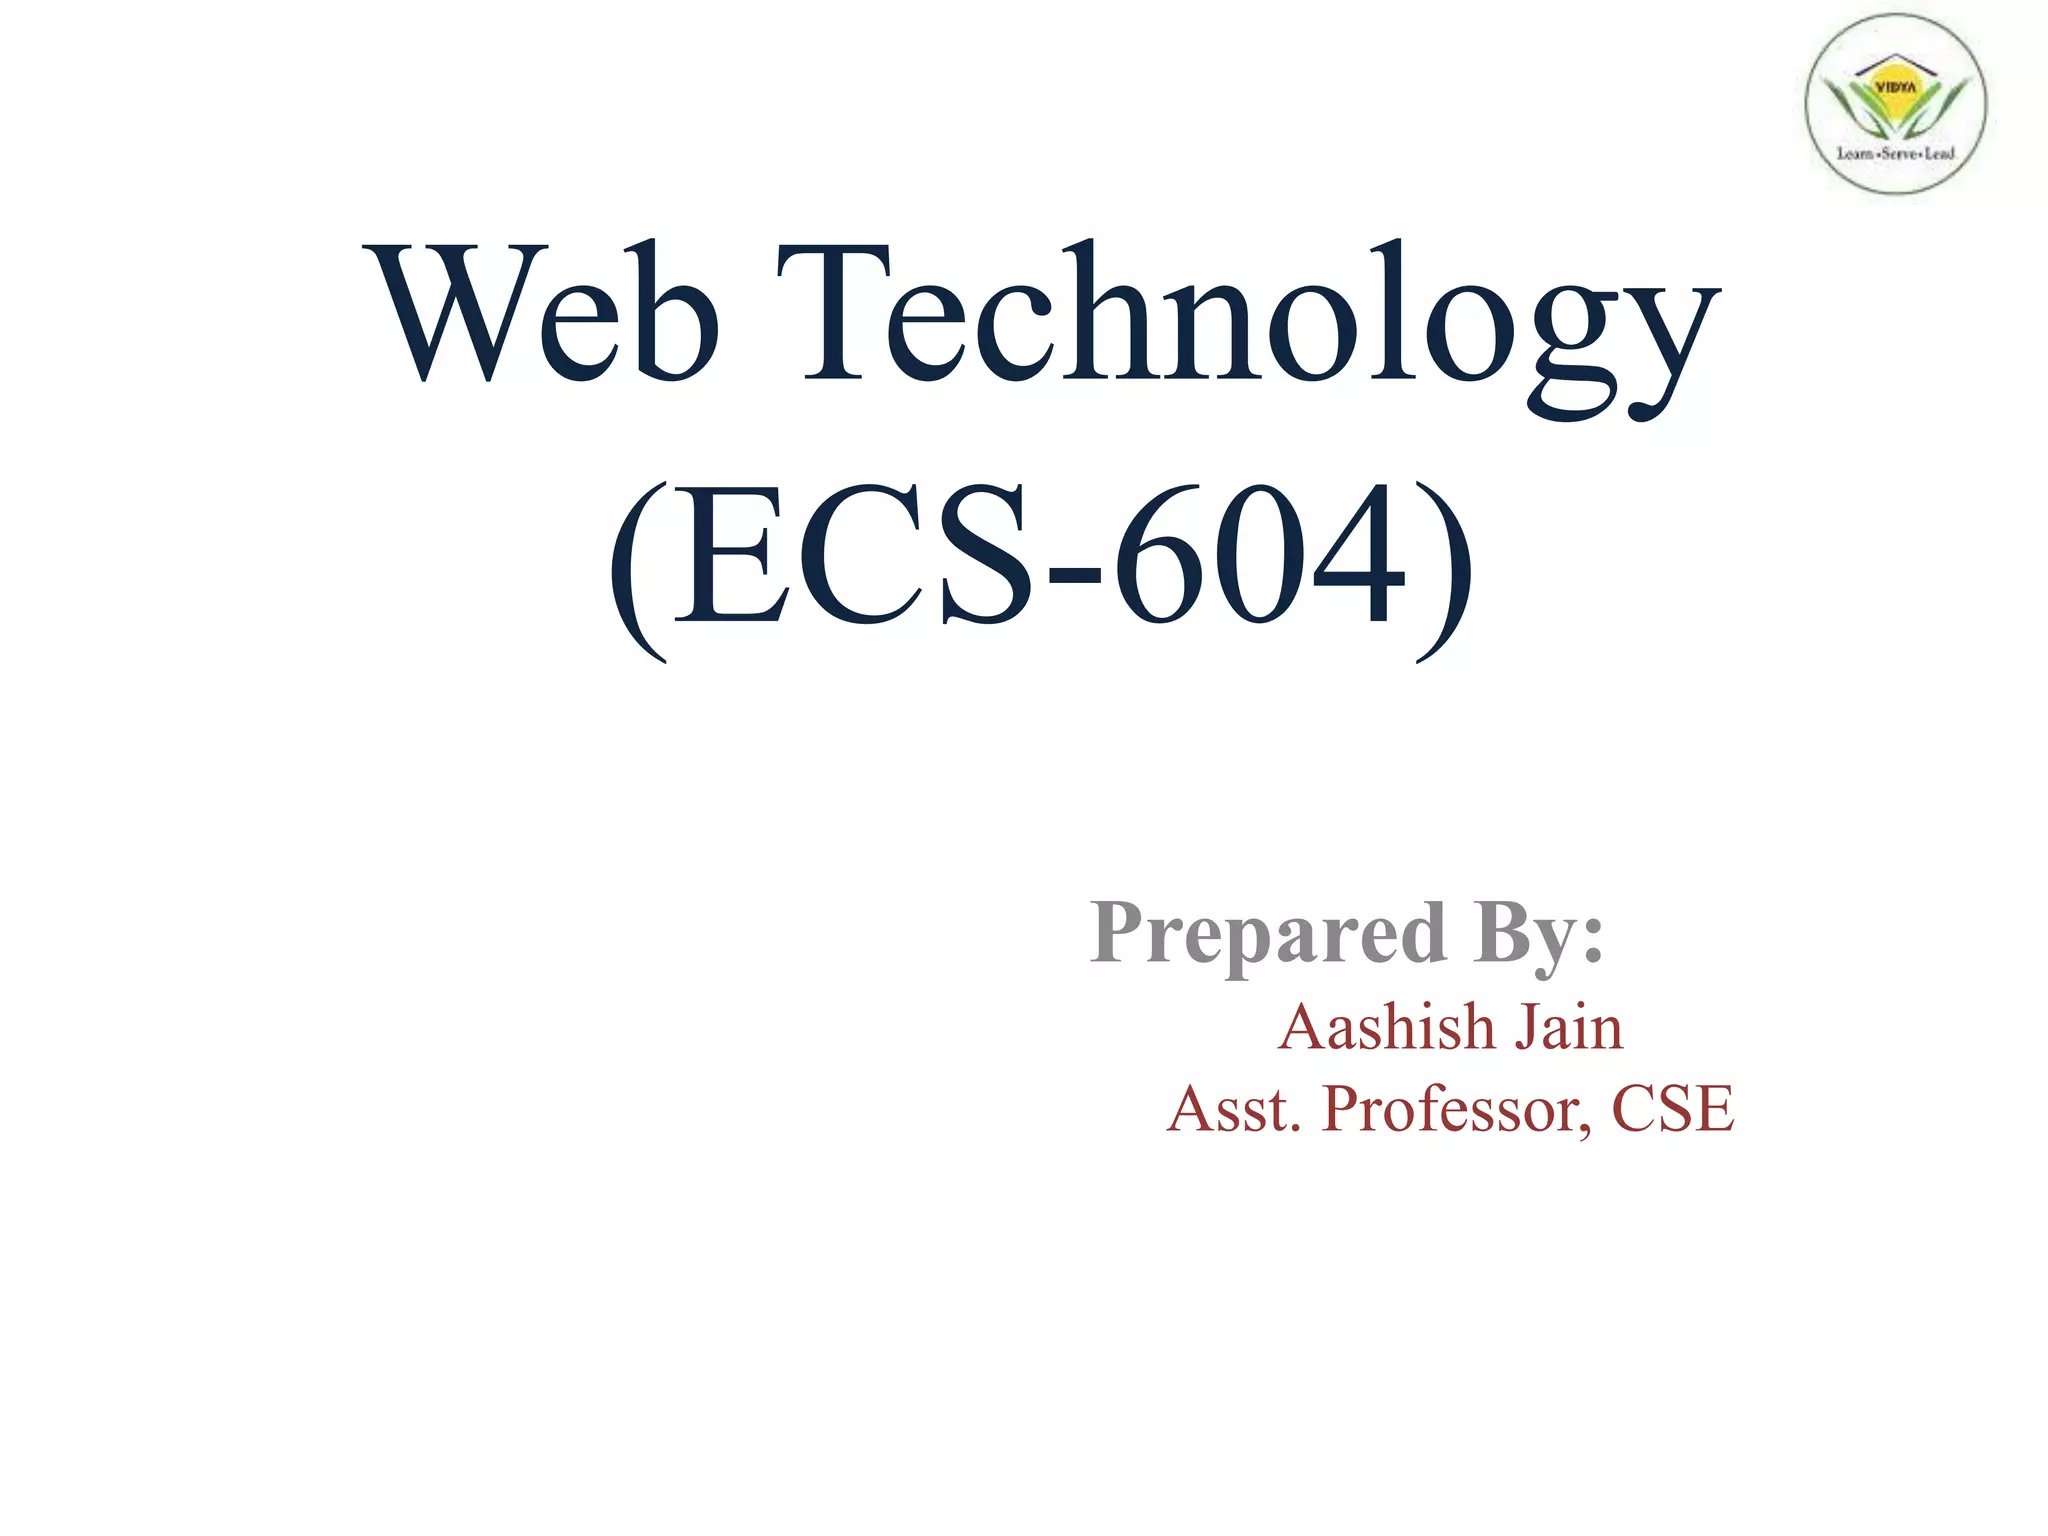 VIDYA
Learn •Serve• Lead
Web Technology
(ECS-604)
Prepared By:
Aashish Jain
Asst. Professor, CSE